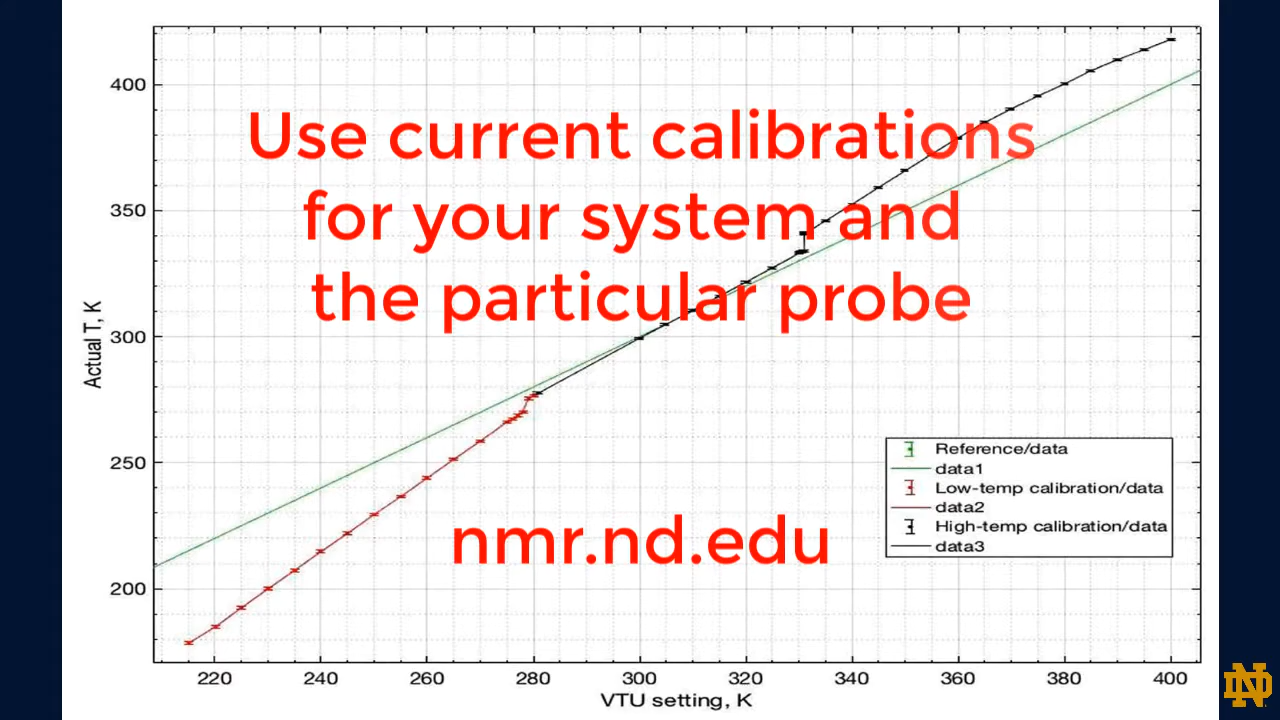 Use current calibrations
for your system and
the particular probe
nmr.nd.edu
Actual T, K
400
350
300
250
200
220 240 260 280 300 320 340 360 380 400
VTU setting, K
Reference/data
data1
Low-temp calibration/data
data2
High-temp calibration/data
data3
ND